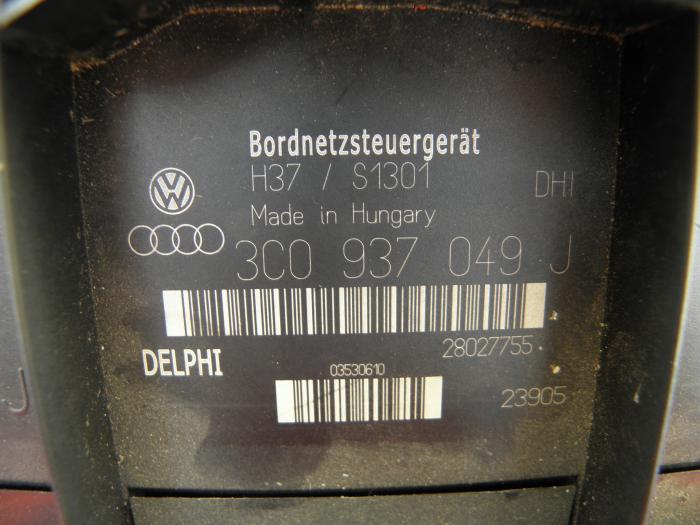 Bordnetzsteuergerät
H37 / S1301 DHI
Made in Hungary
3C0 937 049 J
28027755
DELPHI
03530610
23905
J